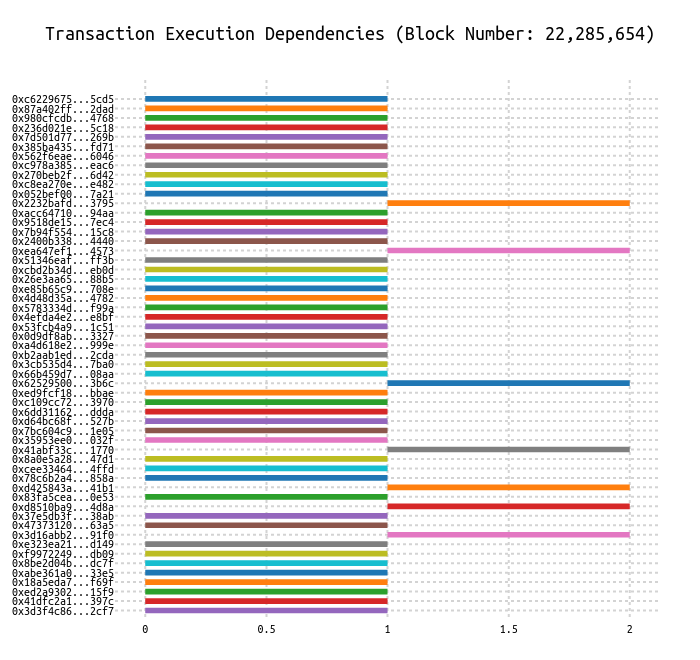 Transaction Execution Dependencies (Block Number: 22,285,654)
0xc6229675...5cd5
0x87a402ff...2dad
0x980cfcdb...4768
0x236d021e...5c18
0x7d501d77...269b
0x385ba435...fd71
0x562f6eae...6046
0xc978a385...eac6
0x270beb2f...6d42
0xc8ea270e...e482
0x052bef00...7a21
0x2232bafd...3795
0xacc64710...94aa
0x9518de15...7ec4
0x7b94f554...15c8
0x2400b338...4440
0xea647ef1...4573
0x51346eaf...ff3b
0xcbd2b34d...eb0d
0x26e3aa65...88b5
0xe85b65c9...708e
0x4d48d35a...4782
0x5783334d...f99a
0x4efda4e2...e8bf
0x53fcb4a9...1c51
0x0d9df8ab...3327
0xa4d618e2...999e
0xb2aab1ed...2cda
0x3cb535d4...7ba0
0x66b459d7...08aa
0x62529500...3b6c
0xed9fcf18...bbae
0xc109cc72...3970
0x6dd31162...ddda
0xd64bc68f...527b
0x7bc604c9...1e05
0x35953ee0...032f
0x41abf33c...1770
0x8a0e5a28...47d1
0xcee33464...4ffd
0x78c6b2a4...858a
0xd425843a...41b1
0x83fa5cea...0e53
0xd8510ba9...4d8a
0x37e5db3f...38ab
0x47373120...63a5
0x3d16abb2...91f0
0xe323ea21...d149
0xf9972249...db09
0x8be2d04b...dc7f
0xabe361a0...33e5
0x18a5eda7...f69f
0xed2a9302...15f9
0x41dfc2a1...397c
0x3d3f4c86...2cf7
0 0.5 1 1.5 2